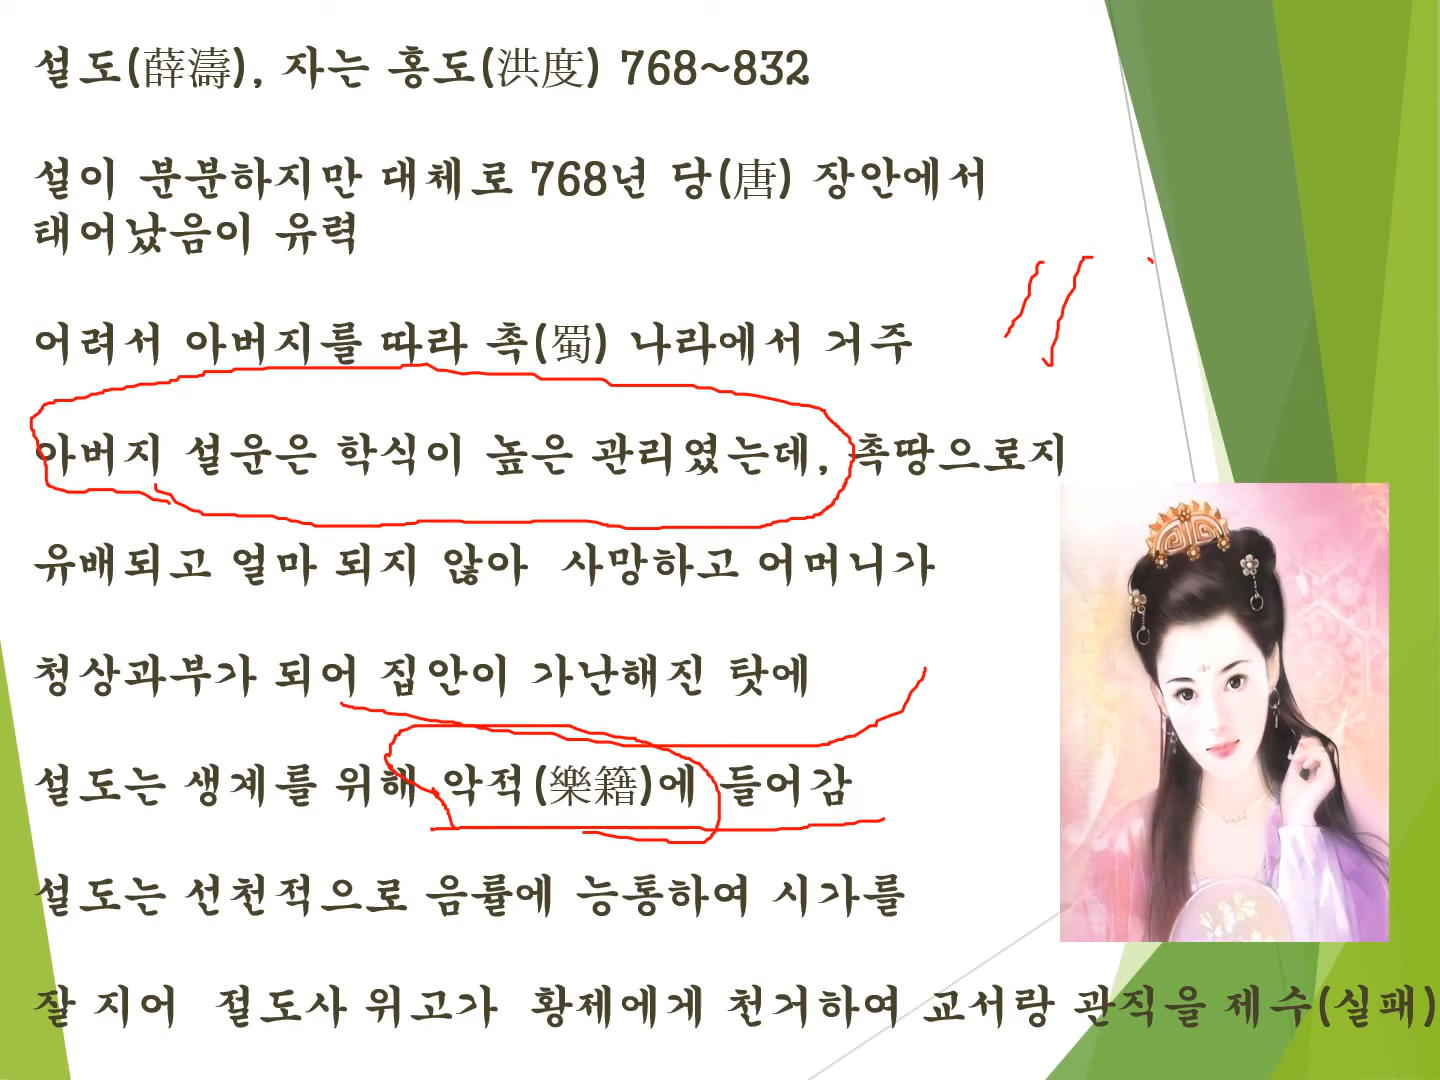 설도(薛濤), 자는 홍도(洪度) 768~832
설이 분분하지만 대체로 768년 당(唐) 장안에서
태어났음이 유력
어려서 아버지를 따라 촉(蜀) 나라에서 거주
아버지 설운은 학식이 높은 관리였는데, 촉땅으로지
유배되고 얼마 되지 않아 사망하고 어머니가
청상과부가 되어 집안이 가난해진 탓에
설도는 생계를 위해 악적(樂籍)에 들어감
설도는 선천적으로 음률에 능통하여 시가를
잘 지어 절도사 위고가 황제에게 천거하여 교서랑 관직을 제수(실패)